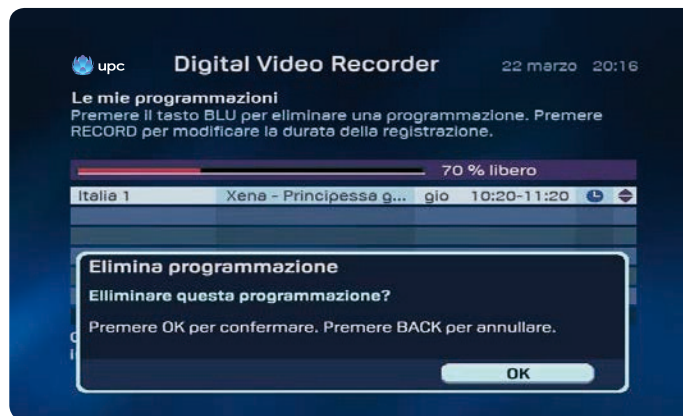 upc Digital Video Recorder 22 marzo 20:16
Le mie programmazioni
Premere il tasto BLU per eliminare una programmazione. Premere
RECORD per modificare la durata della registrazione.
70 % libero
Italia 1 Xena - Principessa g... gio 10:20-11:20
Elimina programmazione
Elliminare questa programmazione?
Premere OK per confermare. Premere BACK per annullare.
OK